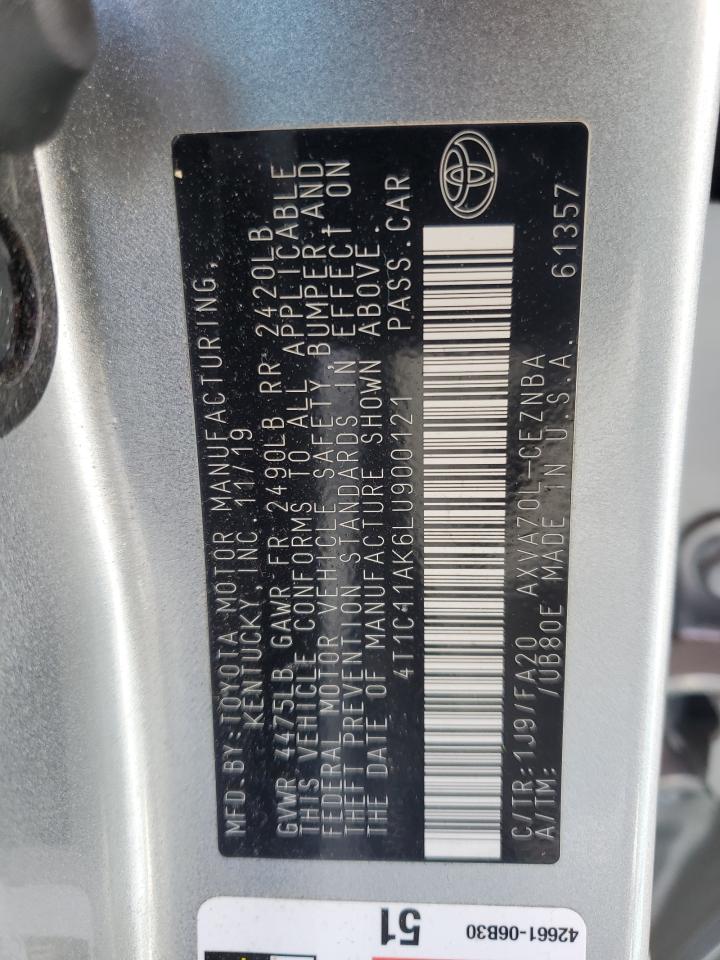 MFD.BY:TOYOTA MOTOR MANUFACTURING,
KENTUCKY, INC. 11/19
GVWR 4475LB GAWR FR 2490LB RR 2420LB
THIS VEHICLE CONFORMS TO ALL APPLICABLE
FEDERAL MOTOR VEHICLE SAFETY, BUMPER AND
THEFT PREVENTION STANDARDS IN EFFECT ON
THE DATE OF MANUFACTURE SHOWN ABOVE.
4T1C11AK6LU900121 PASS.CAR
C/TR:1J9/FA20 AXVA70L-CEZNBA
A/TM: /UB80E MADE IN U.S.A. 61357
42661-06B30
51